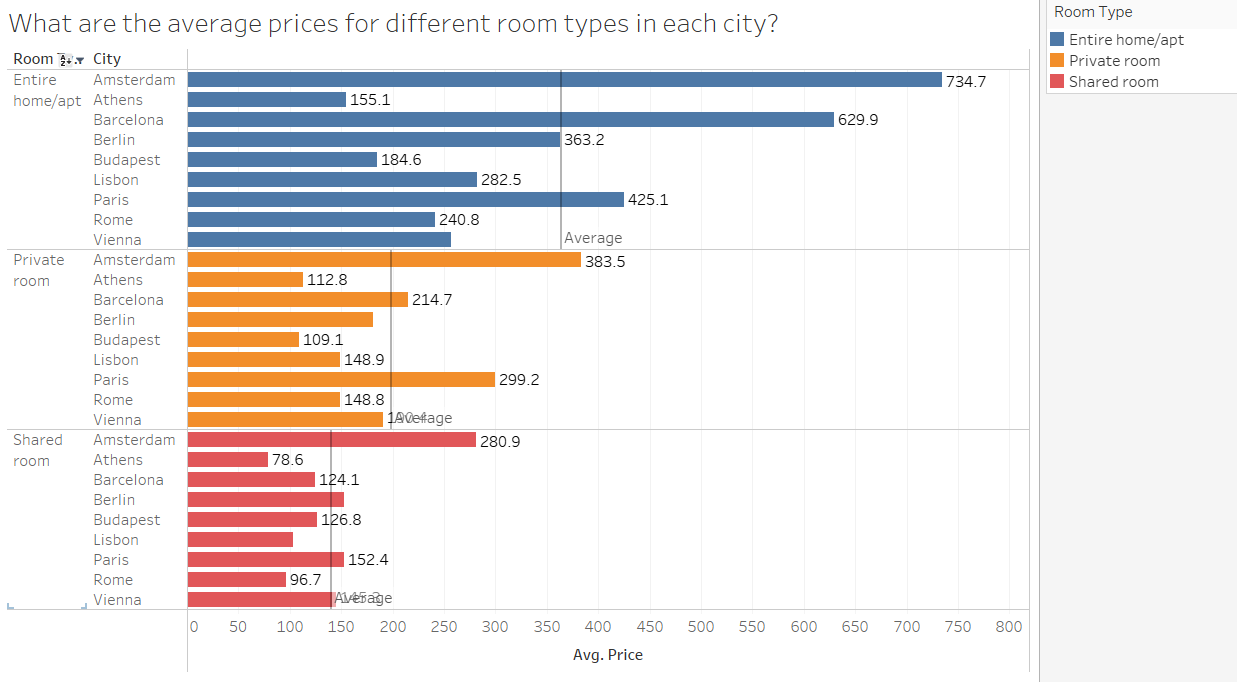 What are the average prices for different room types in each city?
Room City
Entire home/apt
Amsterdam 734.7
Athens 155.1
Barcelona 629.9
Berlin 363.2
Budapest 184.6
Lisbon 282.5
Paris 425.1
Rome 240.8
Vienna
Average
Private room
Amsterdam 383.5
Athens 112.8
Barcelona 214.7
Berlin
Budapest 109.1
Lisbon 148.9
Paris 299.2
Rome 148.8
Vienna 190.4
Average
Shared room
Amsterdam 280.9
Athens 78.6
Barcelona 124.1
Berlin
Budapest 126.8
Lisbon
Paris 152.4
Rome 96.7
Vienna
Average
0 50 100 150 200 250 300 350 400 450 500 550 600 650 700 750 800
Avg. Price
Room Type
Entire home/apt
Private room
Shared room